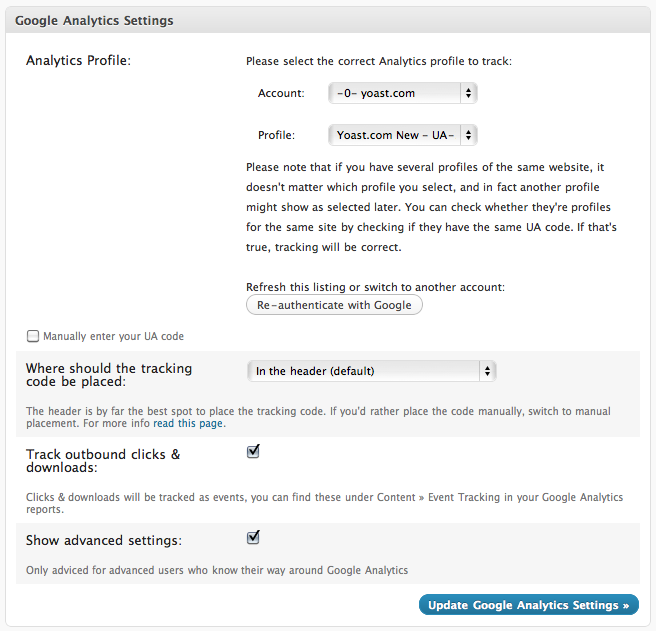 Google Analytics Settings
Analytics Profile:
Please select the correct Analytics profile to track:
Account:
-0- yoast.com
Profile:
Yoast.com New - UA-
Please note that if you have several profiles of the same website, it
doesn't matter which profile you select, and in fact another profile
might show as selected later. You can check whether they're profiles
for the same site by checking if they have the same UA code. If that's
true, tracking will be correct.
Refresh this listing or switch to another account:
Re-authenticate with Google
Manually enter your UA code
Where should the tracking
code be placed:
In the header (default)
The header is by far the best spot to place the tracking code. If you'd rather place the code manually, switch to manual
placement. For more info read this page.
Track outbound clicks &
downloads:
Clicks & downloads will be tracked as events, you can find these under Content » Event Tracking in your Google Analytics
reports.
Show advanced settings:
Only adviced for advanced users who know their way around Google Analytics
Update Google Analytics Settings »